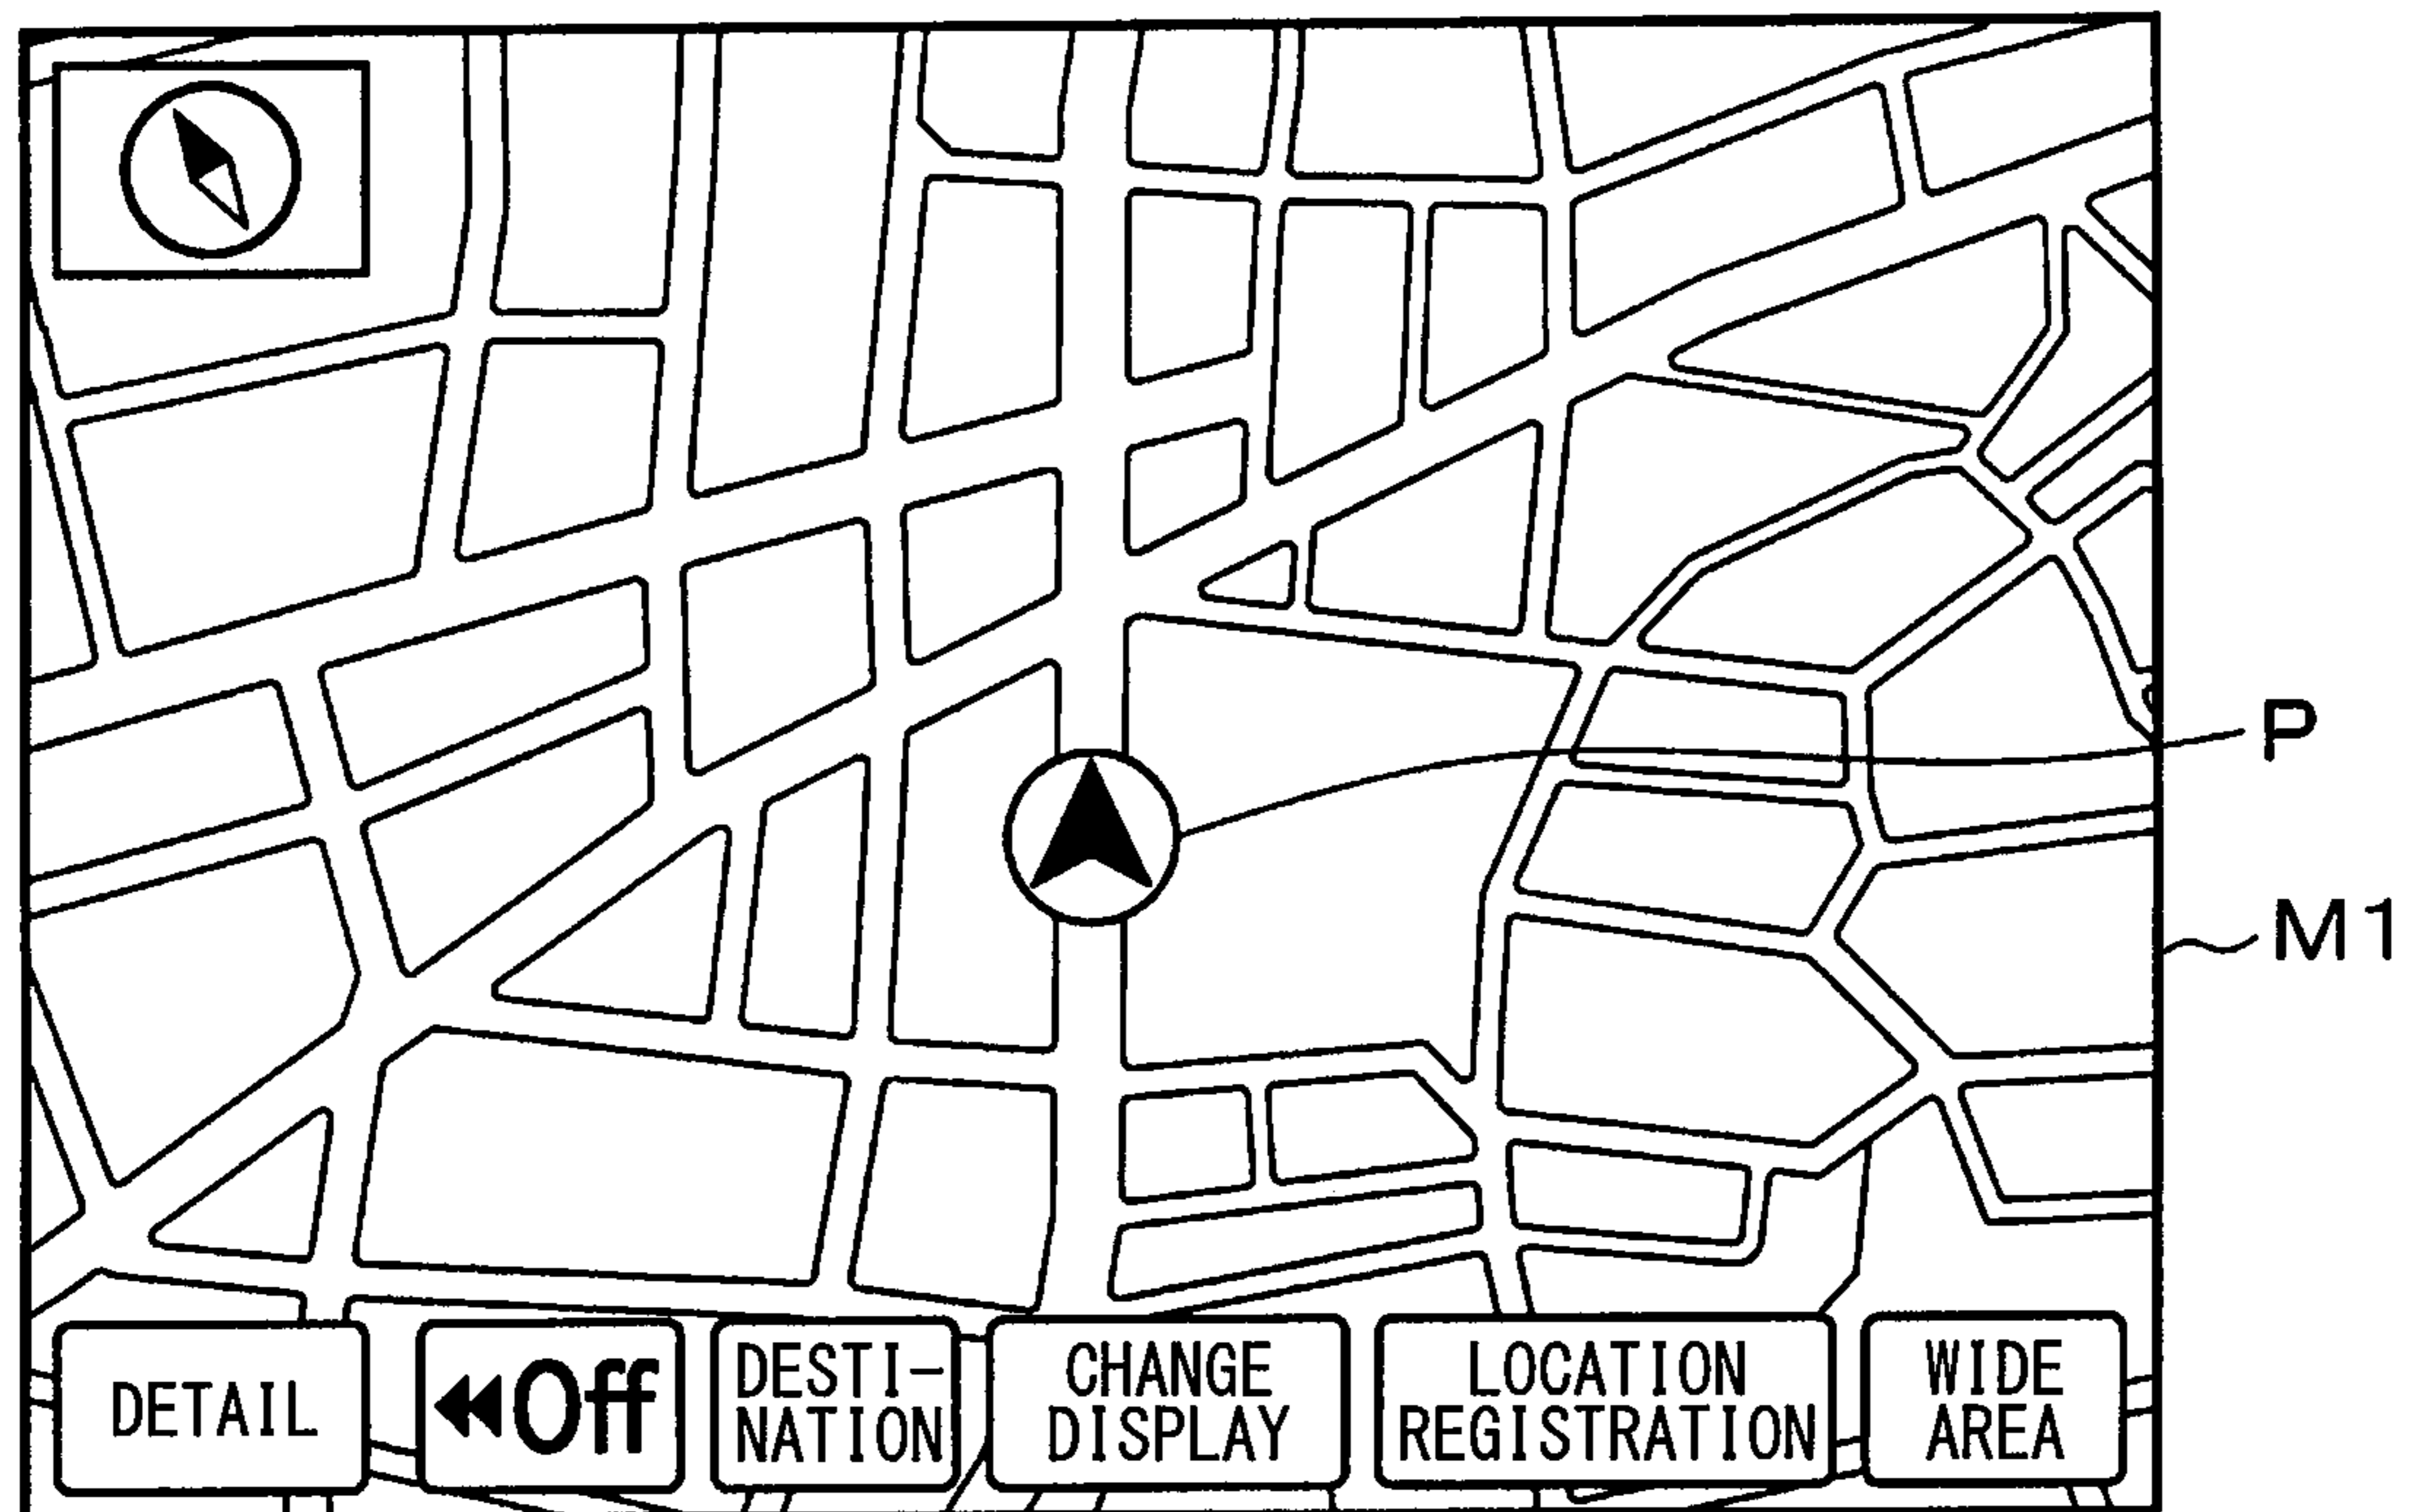 P
M1
DETAIL
◀◀Off
DESTI-
NATION
CHANGE
DISPLAY
LOCATION
REGISTRATION
WIDE
AREA